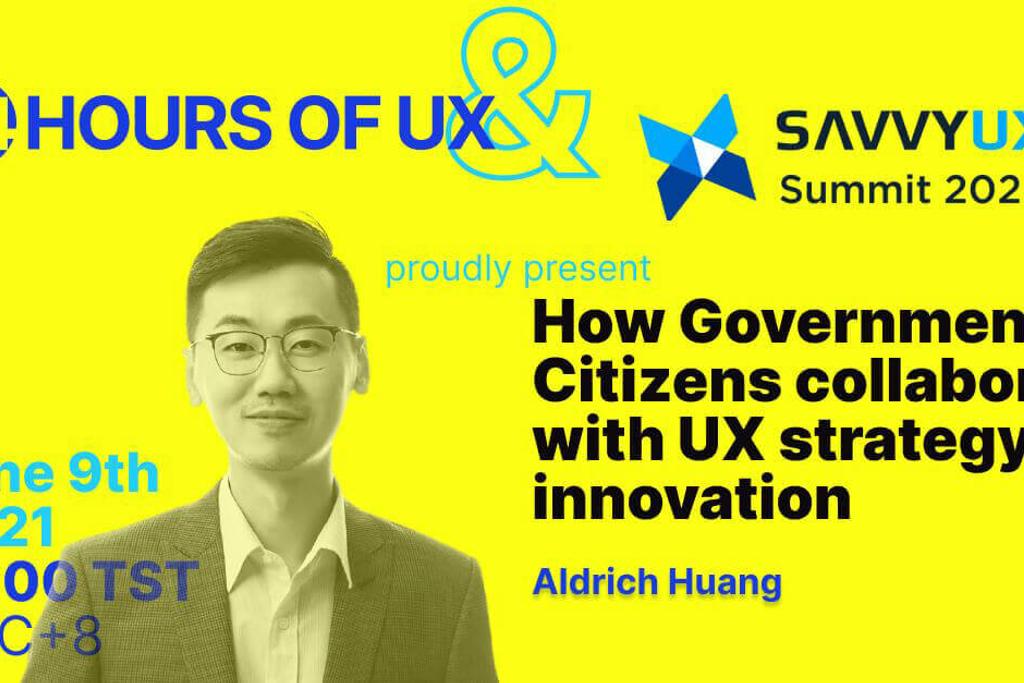 HOURS OF UX &
SAVVYUX
Summit 202
proudly present
How Governmen
Citizens collabor
with UX strategy
innovation
Aldrich Huang
ne 9th
21
00 TST
C+8